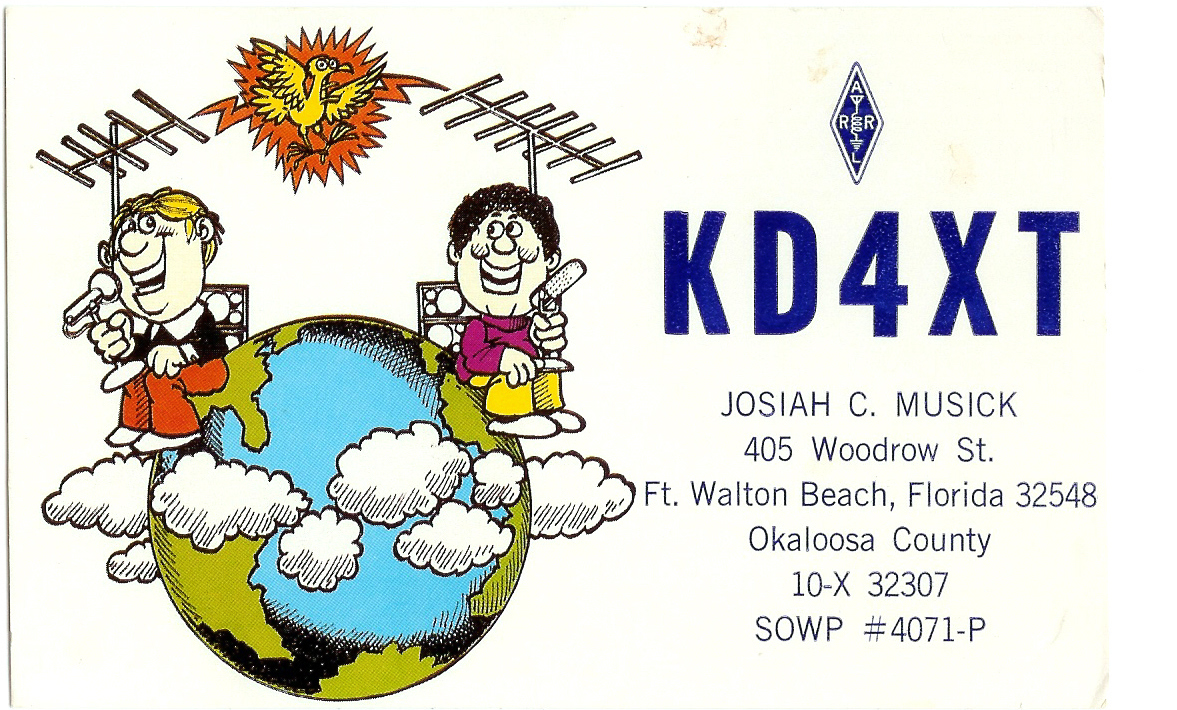 A
R R
L
KD4XT
JOSIAH C. MUSICK
405 Woodrow St.
Ft. Walton Beach, Florida 32548
Okaloosa County
10-X 32307
SOWP #4071-P